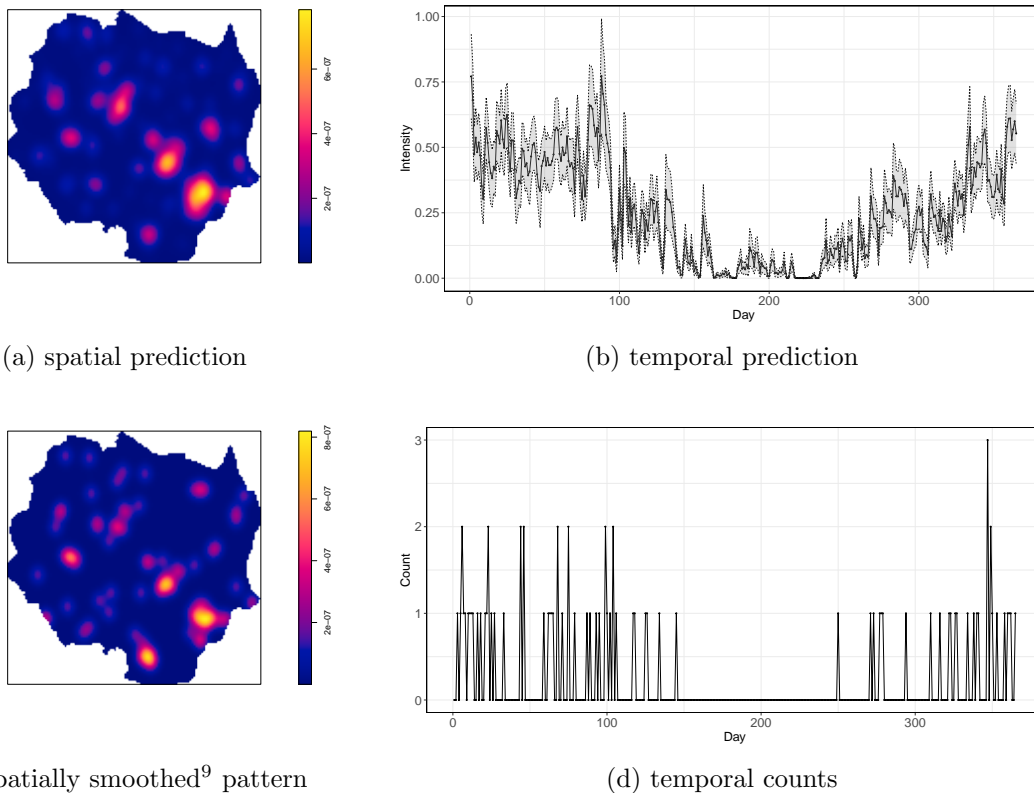 2e−07 4e−07 6e−07
Intensity
1.00
0.75
0.50
0.25
0.00
0 100 200 300
Day
(a) spatial prediction
(b) temporal prediction
2e−07 4e−07 6e−07 8e−07
Count
3
2
1
0
0 100 200 300
Day
patially smoothed⁹ pattern
(d) temporal counts